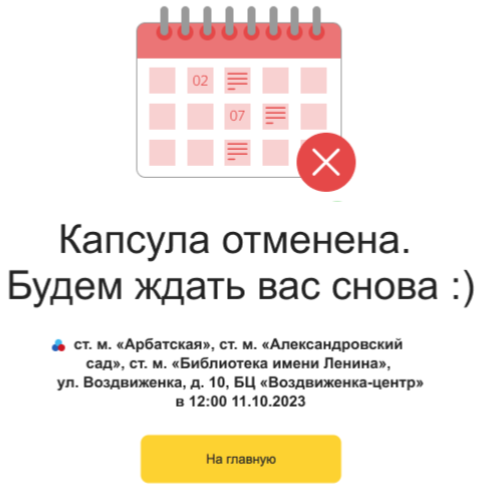 02
07
Капсула отменена.
Будем ждать вас снова :)
ст. м. «Арбатская», ст. м. «Александровский
сад», ст. м. «Библиотека имени Ленина»,
ул. Воздвиженка, д. 10, БЦ «Воздвиженка-центр»
в 12:00 11.10.2023
На главную